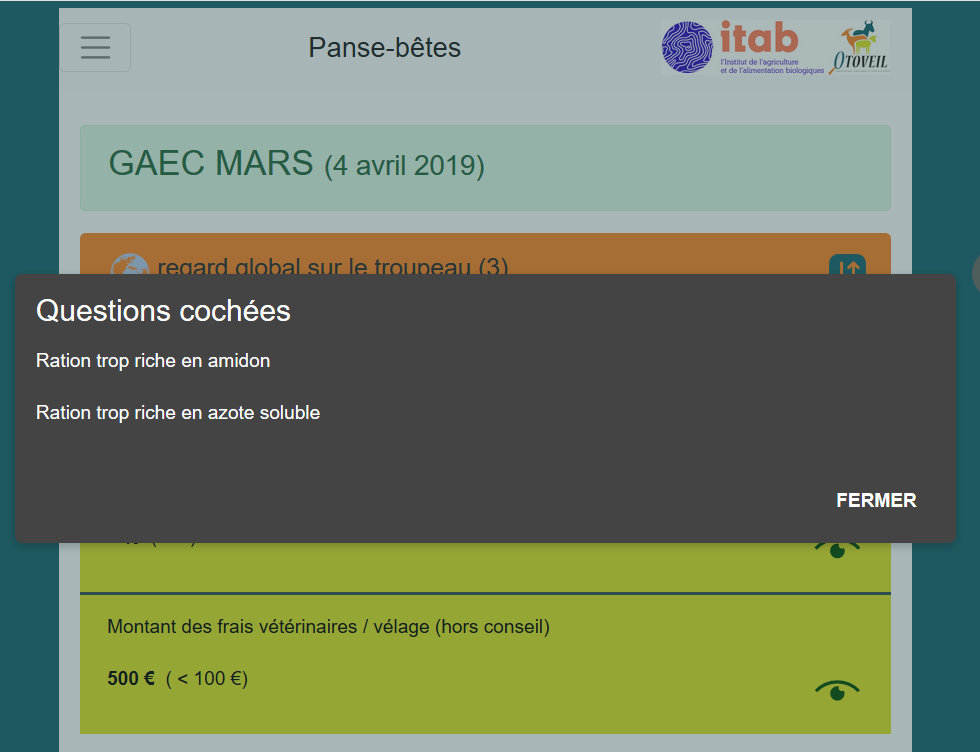 Panse-bêtes
itab
l'Institut de l'agriculture
et de l'alimentation biologiques
OTOVEIL
GAEC MARS (4 avril 2019)
regard global sur le troupeau (3)
Questions cochées
Ration trop riche en amidon
Ration trop riche en azote soluble
FERMER
Montant des frais vétérinaires / vélage (hors conseil)
500 € ( < 100 €)